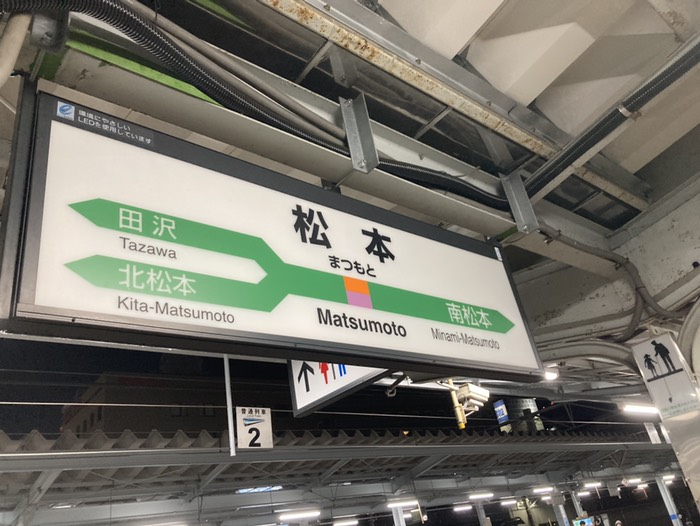 環境にやさしい
LEDを使用しています
松本
まつもと
Matsumoto
田沢
Tazawa
北松本
Kita-Matsumoto
南松本
Minami-Matsumoto
普通列車
2